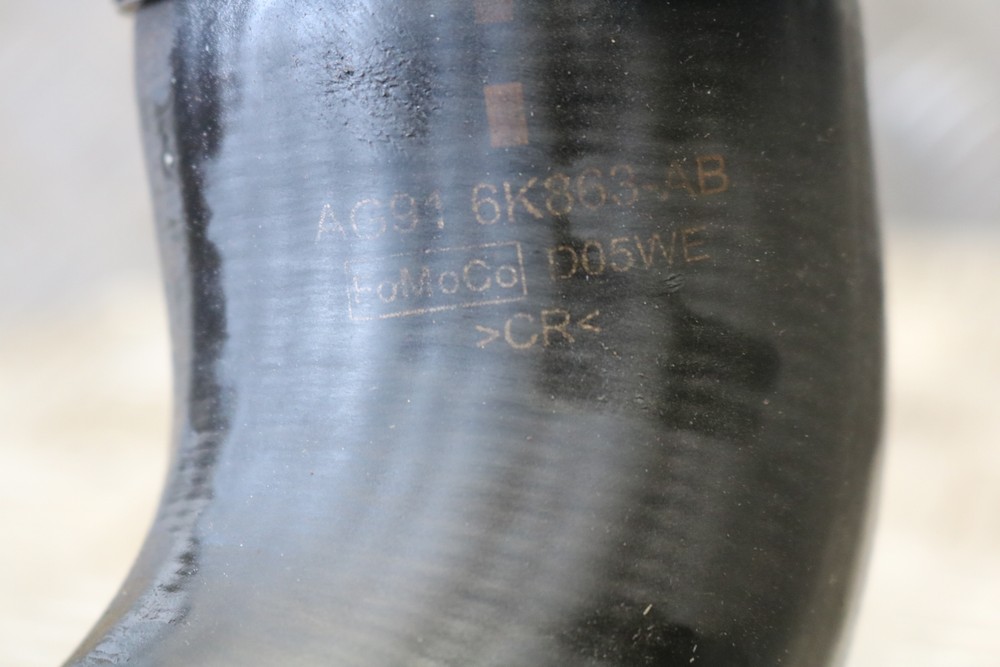 AG91 6K863-AB
FoMoCo D05WE
>CR<